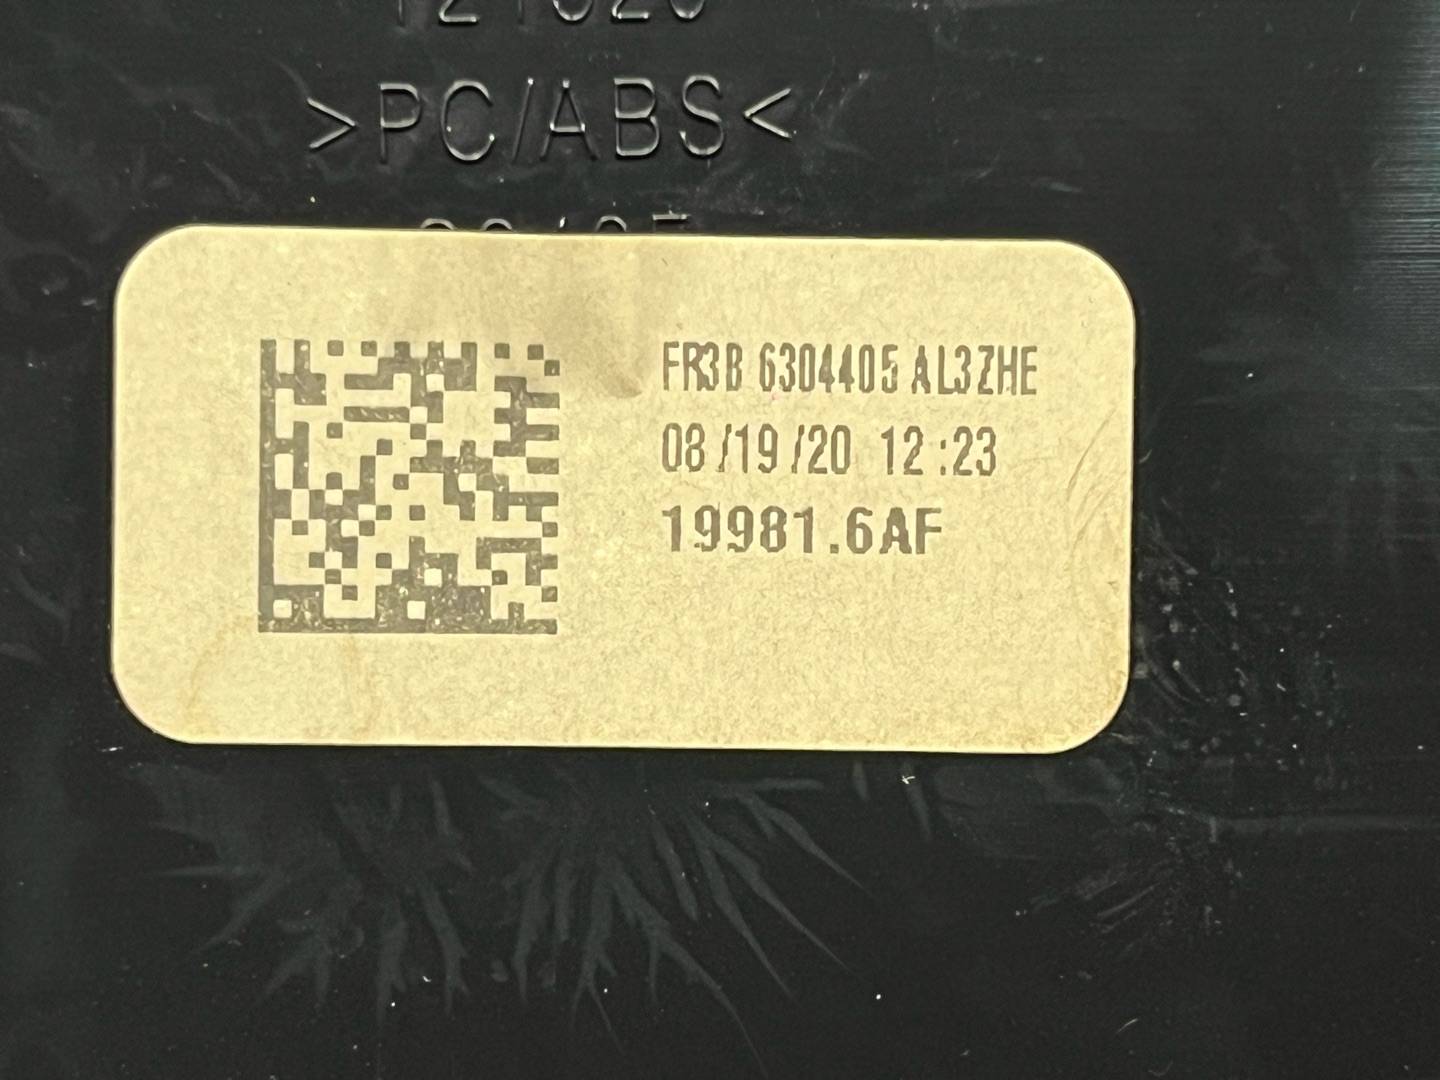 >PC/ABS<
FR3B 6304405 AL3ZHE
08/19/20 12:23
19981.6AF